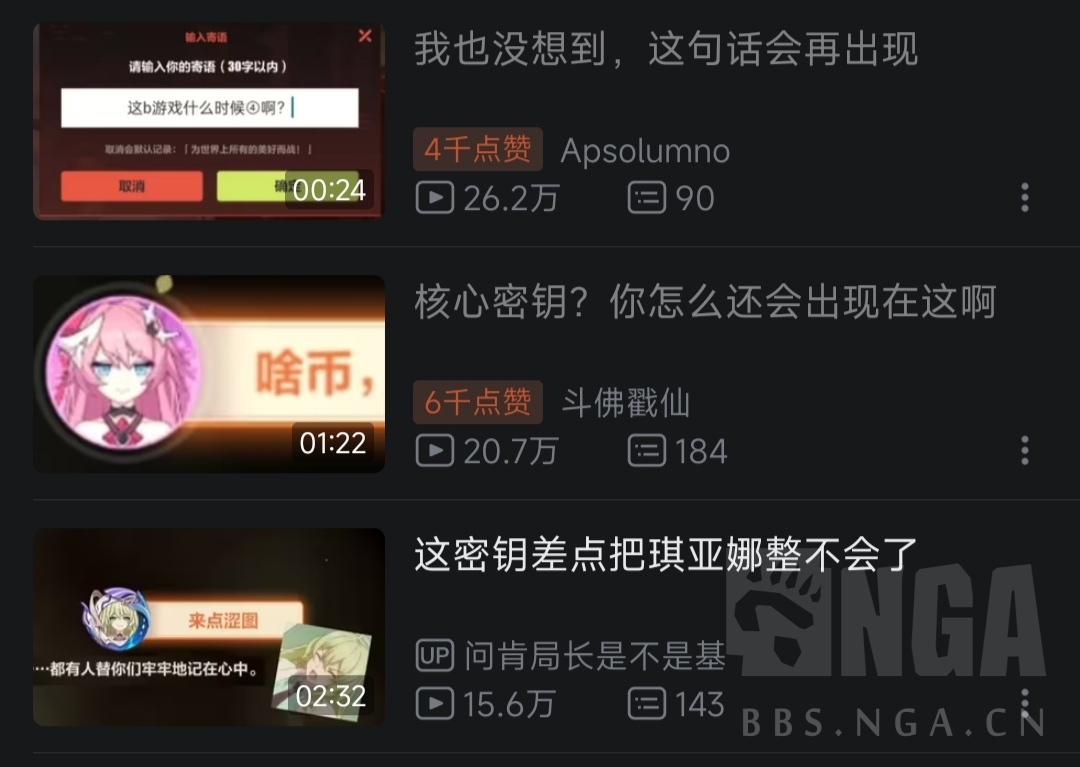 输入寄语
请输入你的寄语（30字以内）
这b游戏什么时候④啊？
取消会默认记录：「为世界上所有的美好而战！」
取消
确定
00:24
我也没想到，这句话会再出现
4千点赞 Apsolumno
26.2万 90
啥币，
01:22
核心密钥？你怎么还会出现在这啊
6千点赞 斗佛戳仙
20.7万 184
来点涩图
…都有人替你们牢牢地记在心中。
02:32
这密钥差点把琪亚娜整不会了
UP 问肯局长是不是基
15.6万 143
NGA
BBS.NGA.CN